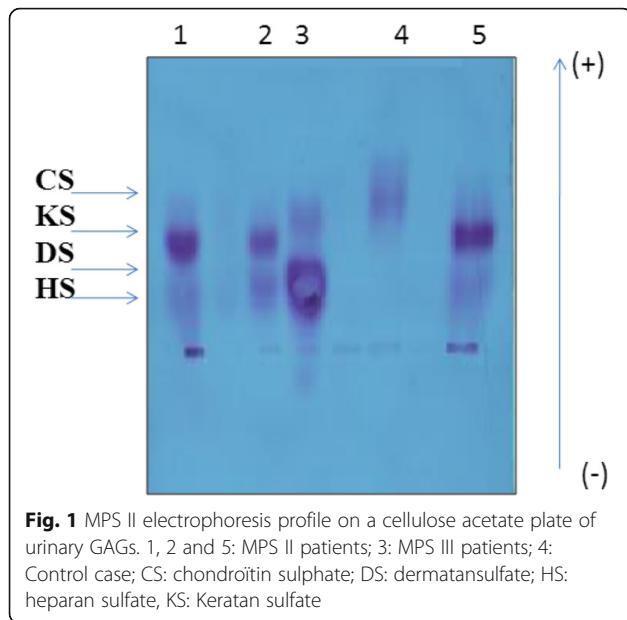 1 2 3 4 5
(+)
CS
KS
DS
HS
(-)
Fig. 1 MPS II electrophoresis profile on a cellulose acetate plate of
urinary GAGs. 1, 2 and 5: MPS II patients; 3: MPS III patients; 4:
Control case; CS: chondroïtin sulphate; DS: dermatansulfate; HS:
heparan sulfate, KS: Keratan sulfate